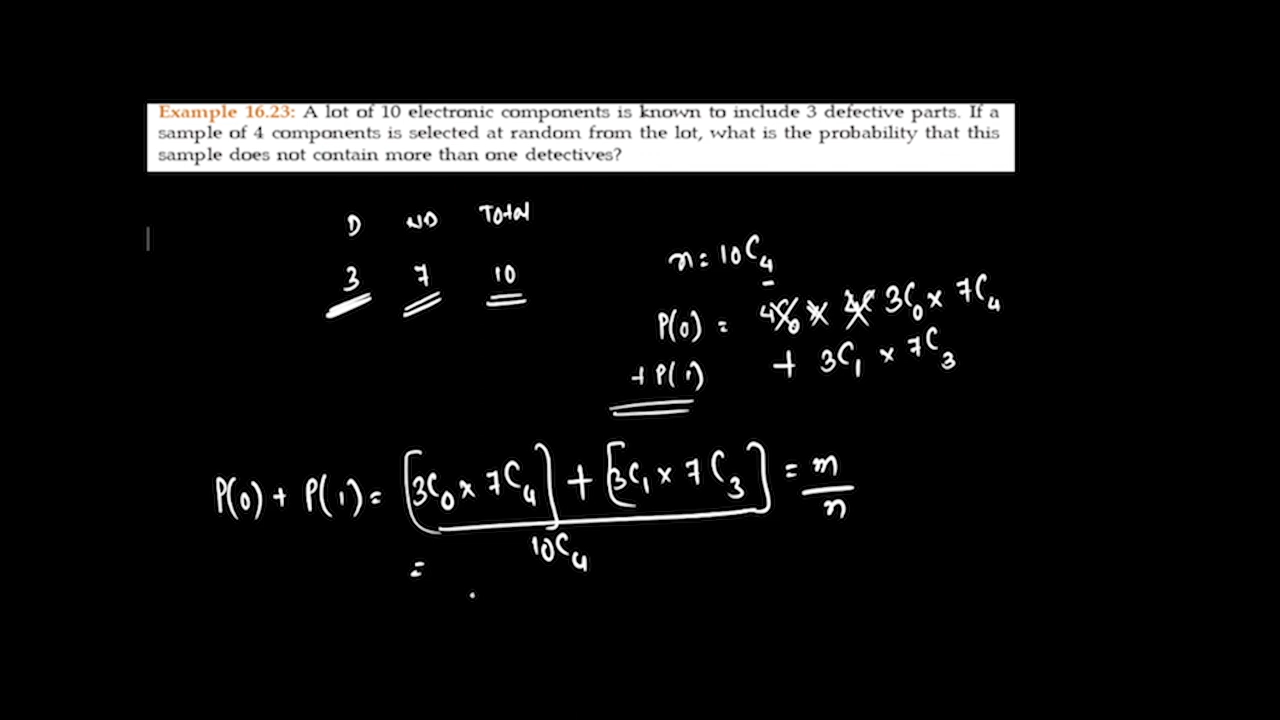 Example 16.23: A lot of 10 electronic components is known to include 3 defective parts. If a
sample of 4 components is selected at random from the lot, what is the probability that this
sample does not contain more than one detectives?
D ND Total
3 7 10
n = 10C₄
P(0) = 3C₀ × 7C₄
+ P(1) + 3C₁ × 7C₃
P(0) + P(1) = [3C₀ × 7C₄] + [3C₁ × 7C₃] = m
10C₄ n
=